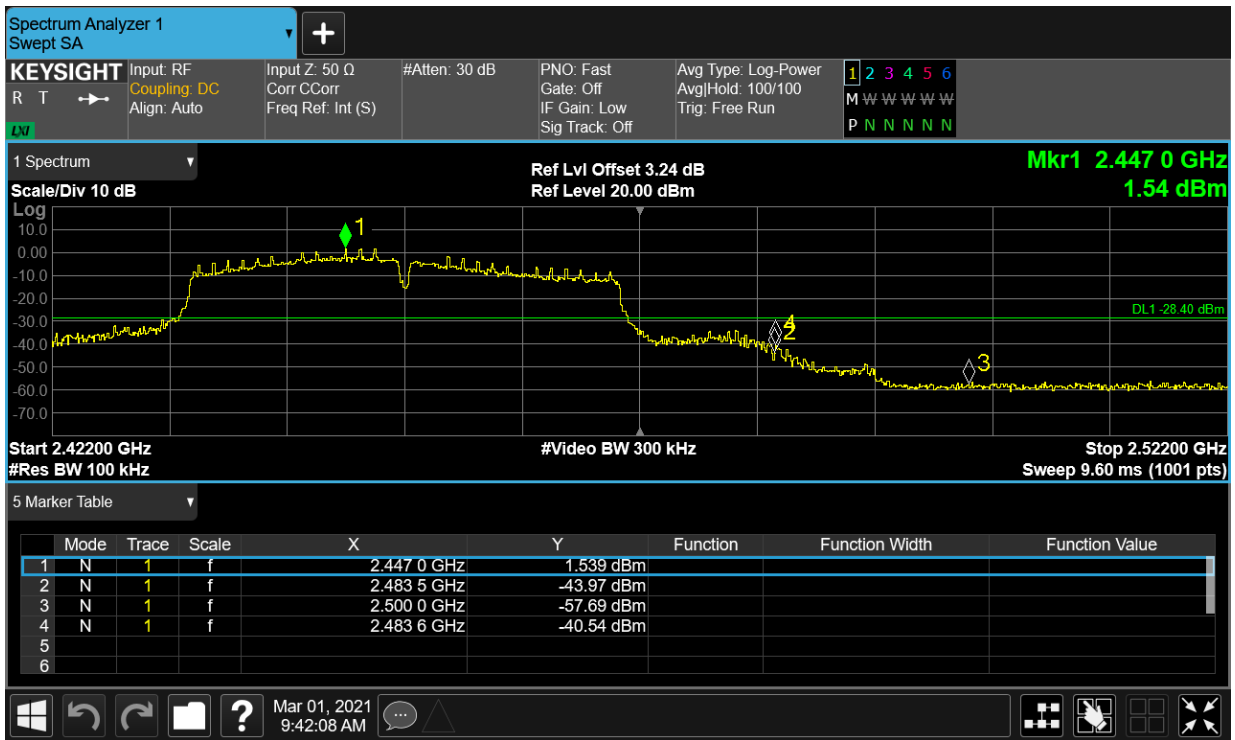 Spectrum Analyzer 1
Swept SA
KEYSIGHT
R T
LXI
Input: RF
Coupling: DC
Align: Auto
Input Z: 50 Ω
Corr CCorr
Freq Ref: Int (S)
#Atten: 30 dB
PNO: Fast
Gate: Off
IF Gain: Low
Sig Track: Off
Avg Type: Log-Power
Avg|Hold: 100/100
Trig: Free Run
1 2 3 4 5 6
M W W W W W
P N N N N N
1 Spectrum
Scale/Div 10 dB
Ref Lvl Offset 3.24 dB
Ref Level 20.00 dBm
Mkr1 2.447 0 GHz
1.54 dBm
Log
10.0
0.00
-10.0
-20.0
-30.0
-40.0
-50.0
-60.0
-70.0
1
4
2
3
DL1 -28.40 dBm
Start 2.42200 GHz
#Video BW 300 kHz
Stop 2.52200 GHz
#Res BW 100 kHz
Sweep 9.60 ms (1001 pts)
5 Marker Table
Mode Trace Scale X Y Function Function Width Function Value
1 N 1 f 2.447 0 GHz 1.539 dBm
2 N 1 f 2.483 5 GHz -43.97 dBm
3 N 1 f 2.500 0 GHz -57.69 dBm
4 N 1 f 2.483 6 GHz -40.54 dBm
5
6
?
Mar 01, 2021
9:42:08 AM